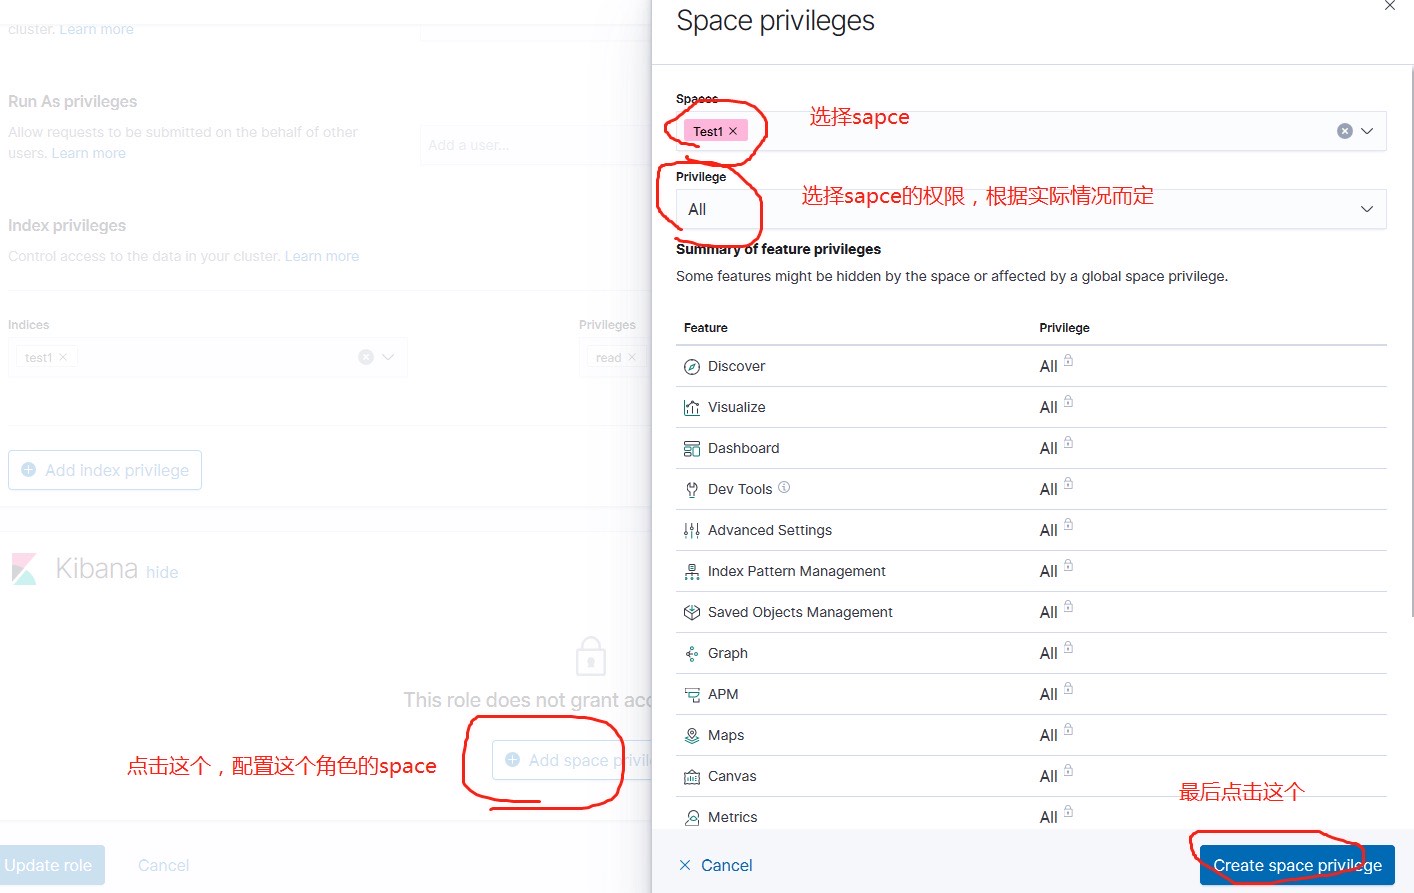 cluster. Learn more
Run As privileges
Allow requests to be submitted on the behalf of other
users. Learn more
Add a user...
Index privileges
Control access to the data in your cluster. Learn more
Indices
Privileges
test1
read
Add index privilege
Kibana hide
This role does not grant acc
点击这个，配置这个角色的space
Add space privile
Update role
Cancel
Space privileges
Spaces
Test1
选择sapce
Privilege
All
选择sapce的权限，根据实际情况而定
Summary of feature privileges
Some features might be hidden by the space or affected by a global space privilege.
Feature Privilege
Discover All
Visualize All
Dashboard All
Dev Tools All
Advanced Settings All
Index Pattern Management All
Saved Objects Management All
Graph All
APM All
Maps All
Canvas All
Metrics All
最后点击这个
Cancel
Create space privilege